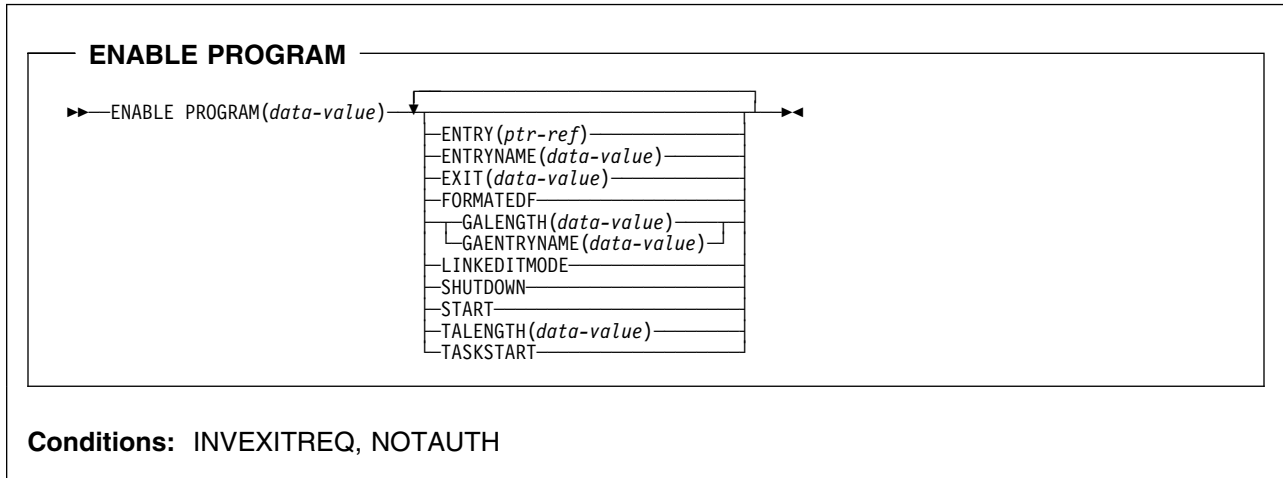 ENABLE PROGRAM
►►──ENABLE PROGRAM(data-value)
ENTRY(ptr-ref)
ENTRYNAME(data-value)
EXIT(data-value)
FORMATEDF
GALENGTH(data-value)
GAENTRYNAME(data-value)
LINKEDITMODE
SHUTDOWN
START
TALENGTH(data-value)
TASKSTART
Conditions: INVEXITREQ, NOTAUTH